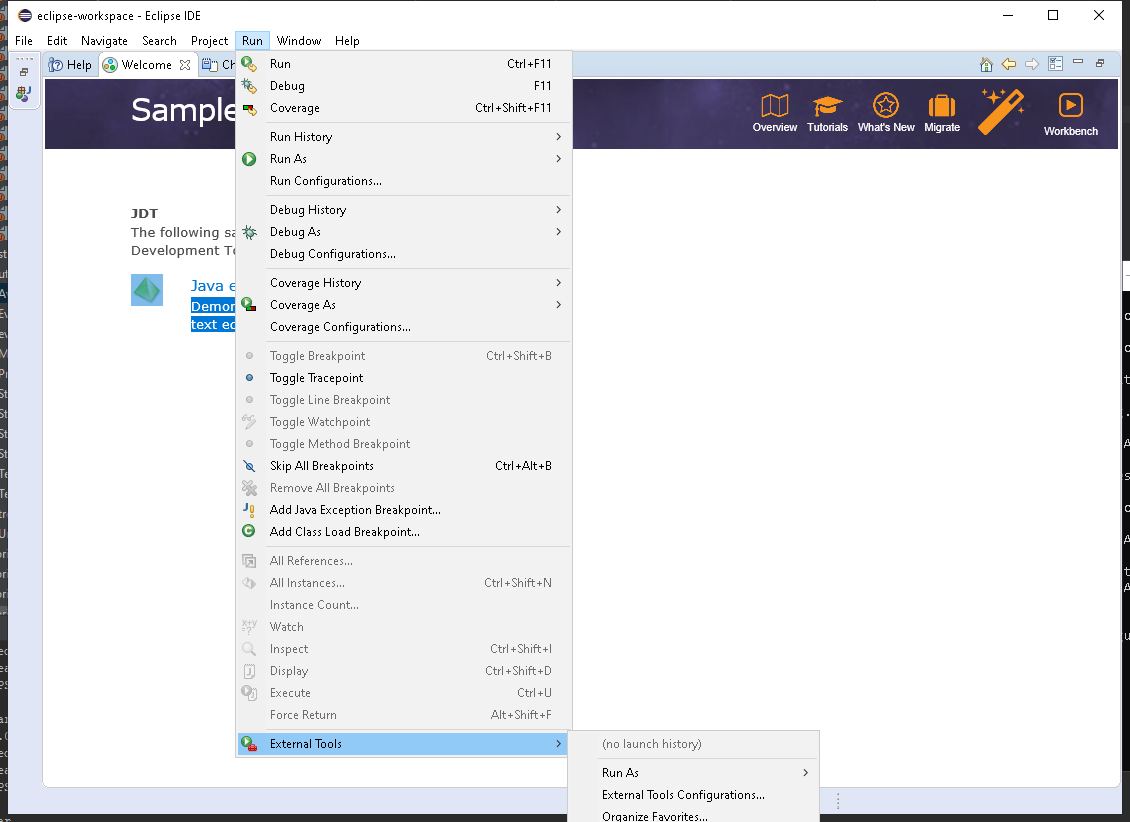 eclipse-workspace - Eclipse IDE
File Edit Navigate Search Project Run Window Help
Help Welcome
Sample
Overview Tutorials What's New Migrate Workbench
JDT
The following
Development
Java
Run Ctrl+F11
Debug F11
Coverage Ctrl+Shift+F11
Run History
Run As
Run Configurations...
Debug History
Debug As
Debug Configurations...
Coverage History
Coverage As
Coverage Configurations...
Toggle Breakpoint Ctrl+Shift+B
Toggle Tracepoint
Toggle Line Breakpoint
Toggle Watchpoint
Toggle Method Breakpoint
Skip All Breakpoints Ctrl+Alt+B
Remove All Breakpoints
Add Java Exception Breakpoint...
Add Class Load Breakpoint...
All References...
All Instances... Ctrl+Shift+N
Instance Count...
Watch
Inspect Ctrl+Shift+I
Display Ctrl+Shift+D
Execute Ctrl+U
Force Return Alt+Shift+F
External Tools
(no launch history)
Run As
External Tools Configurations...
Organize Favorites...